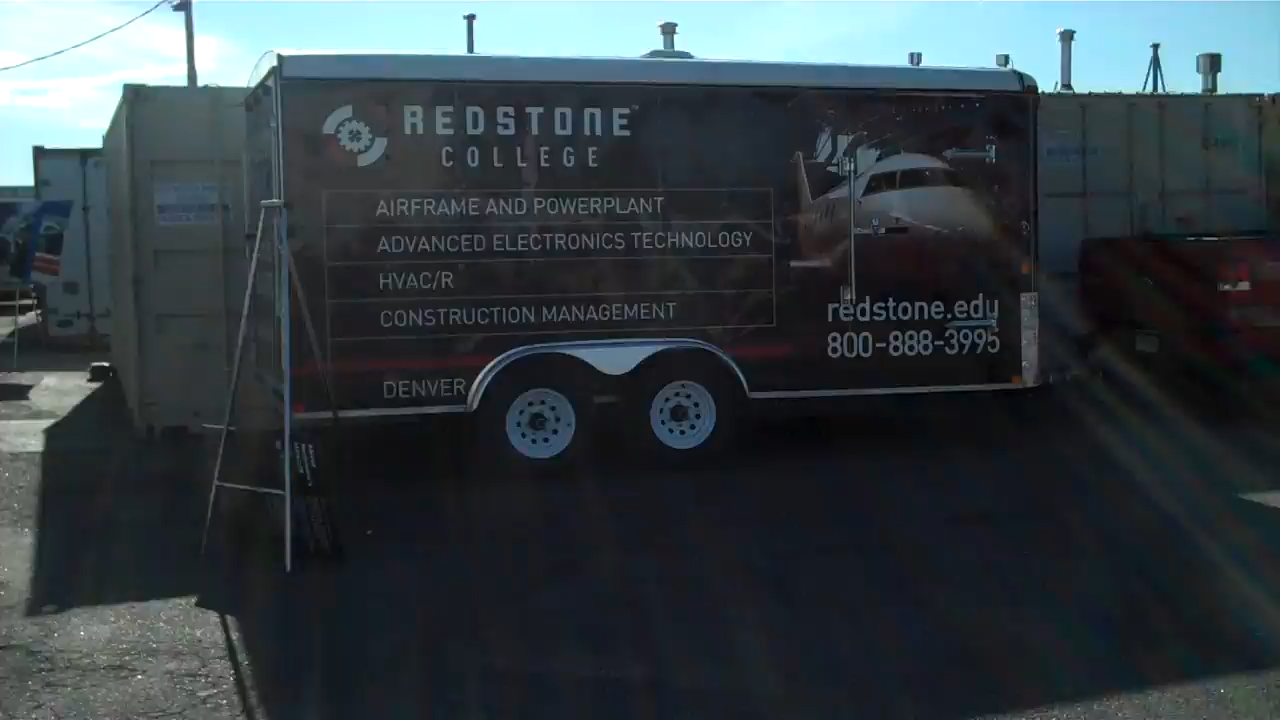 REDSTONE
COLLEGE
AIRFRAME AND POWERPLANT
ADVANCED ELECTRONICS TECHNOLOGY
HVAC/R
CONSTRUCTION MANAGEMENT
DENVER
redstone.edu
800-888-3995